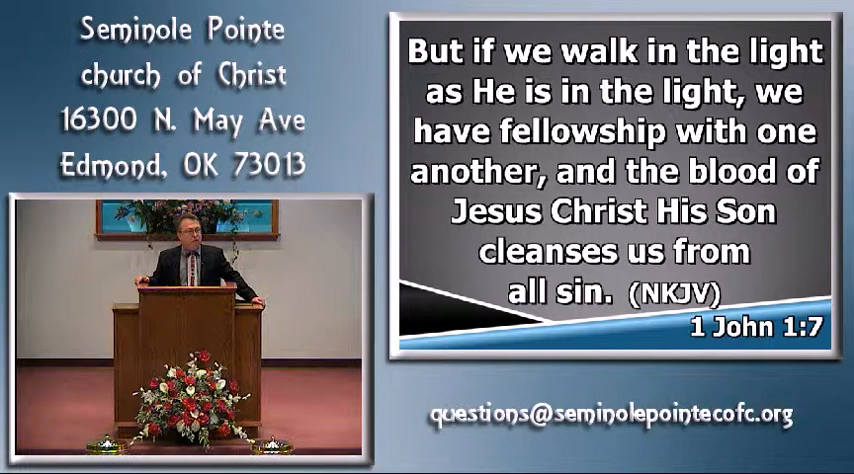 Seminole Pointe
church of Christ
16300 N. May Ave
Edmond, OK 73013
But if we walk in the light
as He is in the light, we
have fellowship with one
another, and the blood of
Jesus Christ His Son
cleanses us from
all sin. (NKJV)
1 John 1:7
questions@seminolepointecofc.org